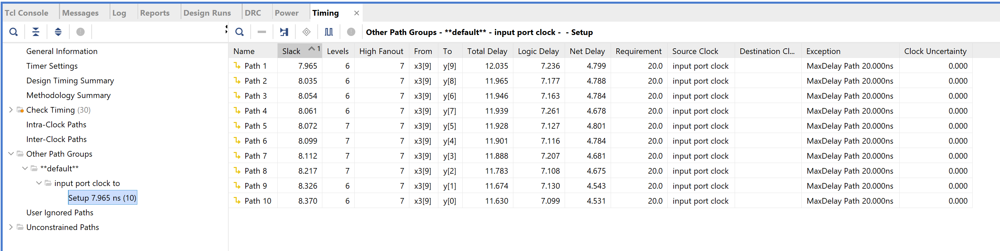 Tcl Console Messages Log Reports Design Runs DRC Power Timing
Other Path Groups - **default** - input port clock -  - Setup
General Information
Timer Settings
Design Timing Summary
Methodology Summary
Check Timing (30)
Intra-Clock Paths
Inter-Clock Paths
Other Path Groups
**default**
input port clock to
Setup 7.965 ns (10)
User Ignored Paths
Unconstrained Paths
Name Slack 1 Levels High Fanout From To Total Delay Logic Delay Net Delay Requirement Source Clock Destination Cl... Exception Clock Uncertainty
Path 1 7.965 6 7 x3[9] y[9] 12.035 7.236 4.799 20.0 input port clock MaxDelay Path 20.000ns 0.000
Path 2 8.035 6 7 x3[9] y[8] 11.965 7.177 4.788 20.0 input port clock MaxDelay Path 20.000ns 0.000
Path 3 8.054 6 7 x3[9] y[6] 11.946 7.163 4.784 20.0 input port clock MaxDelay Path 20.000ns 0.000
Path 4 8.061 6 7 x3[9] y[7] 11.939 7.261 4.678 20.0 input port clock MaxDelay Path 20.000ns 0.000
Path 5 8.072 7 7 x3[9] y[5] 11.928 7.127 4.801 20.0 input port clock MaxDelay Path 20.000ns 0.000
Path 6 8.099 7 7 x3[9] y[4] 11.901 7.116 4.784 20.0 input port clock MaxDelay Path 20.000ns 0.000
Path 7 8.112 7 7 x3[9] y[3] 11.888 7.207 4.681 20.0 input port clock MaxDelay Path 20.000ns 0.000
Path 8 8.217 7 7 x3[9] y[2] 11.783 7.108 4.675 20.0 input port clock MaxDelay Path 20.000ns 0.000
Path 9 8.326 6 7 x3[9] y[1] 11.674 7.130 4.543 20.0 input port clock MaxDelay Path 20.000ns 0.000
Path 10 8.370 6 7 x3[9] y[0] 11.630 7.099 4.531 20.0 input port clock MaxDelay Path 20.000ns 0.000